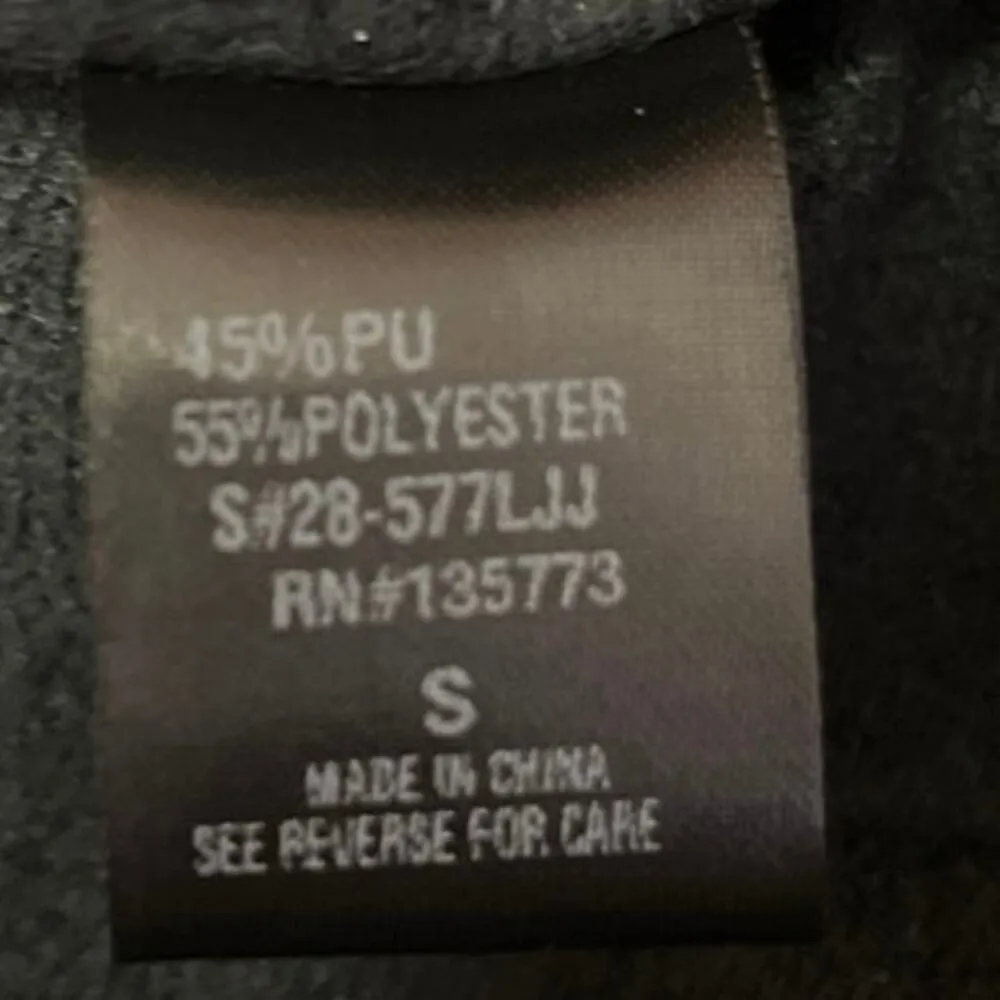 45%PU
55%POLYESTER
S#28-577LJJ
RN#135773
S
MADE IN CHINA
SEE REVERSE FOR CARE